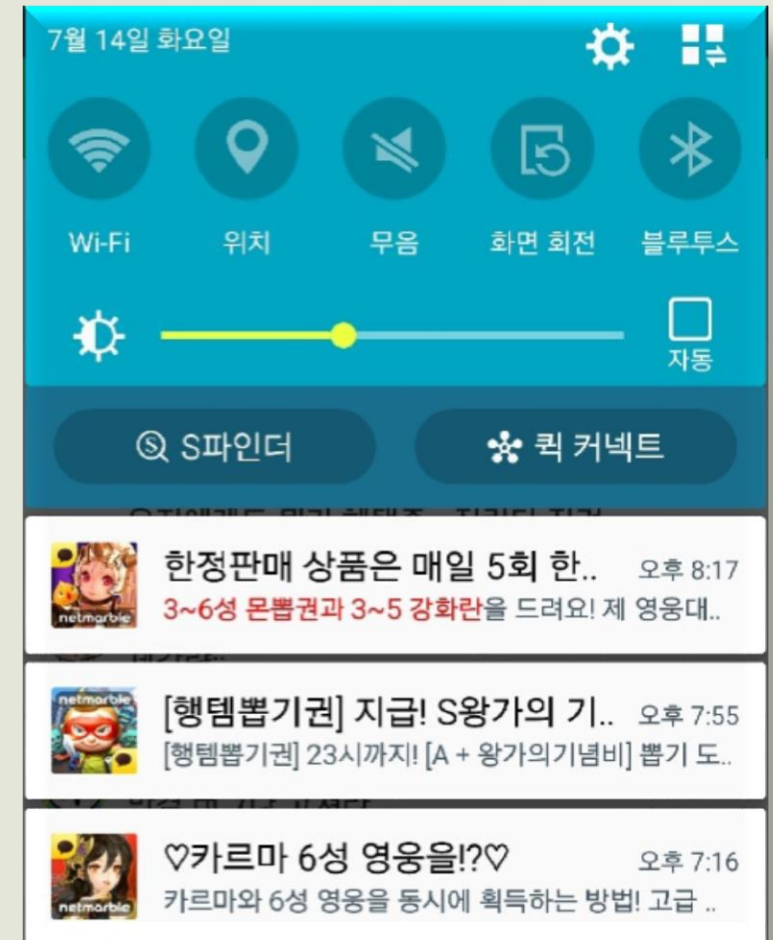 7월 14일 화요일
Wi-Fi 위치 무음 화면 회전 블루투스
자동
S파인더 퀵 커넥트
한정판매 상품은 매일 5회 한.. 오후 8:17
3~6성 몬뽑권과 3~5 강화란을 드려요! 제 영웅대..
netmarble
netmarble
[행템뽑기권] 지급! S왕가의 기.. 오후 7:55
[행템뽑기권] 23시까지! [A + 왕가의기념비] 뽑기 도..
♡카르마 6성 영웅을!?♡ 오후 7:16
카르마와 6성 영웅을 동시에 획득하는 방법! 고급 ..
netmarble